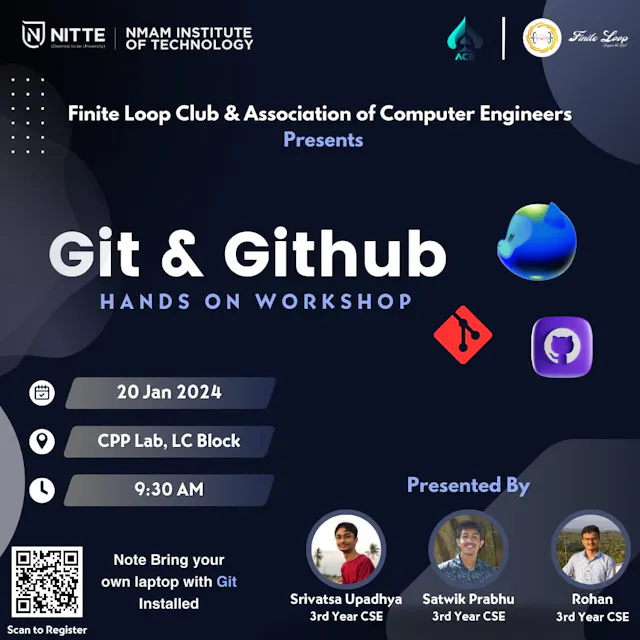 NITTE
(Deemed to be University)
NMAM INSTITUTE
OF TECHNOLOGY
ACE
Finite Loop
Finite Loop Club & Association of Computer Engineers
Presents
Git & Github
HANDS ON WORKSHOP
20 Jan 2024
CPP Lab, LC Block
9:30 AM
Presented By
Note Bring your
own laptop with Git
Installed
Scan to Register
Srivatsa Upadhya
3rd Year CSE
Satwik Prabhu
3rd Year CSE
Rohan
3rd Year CSE